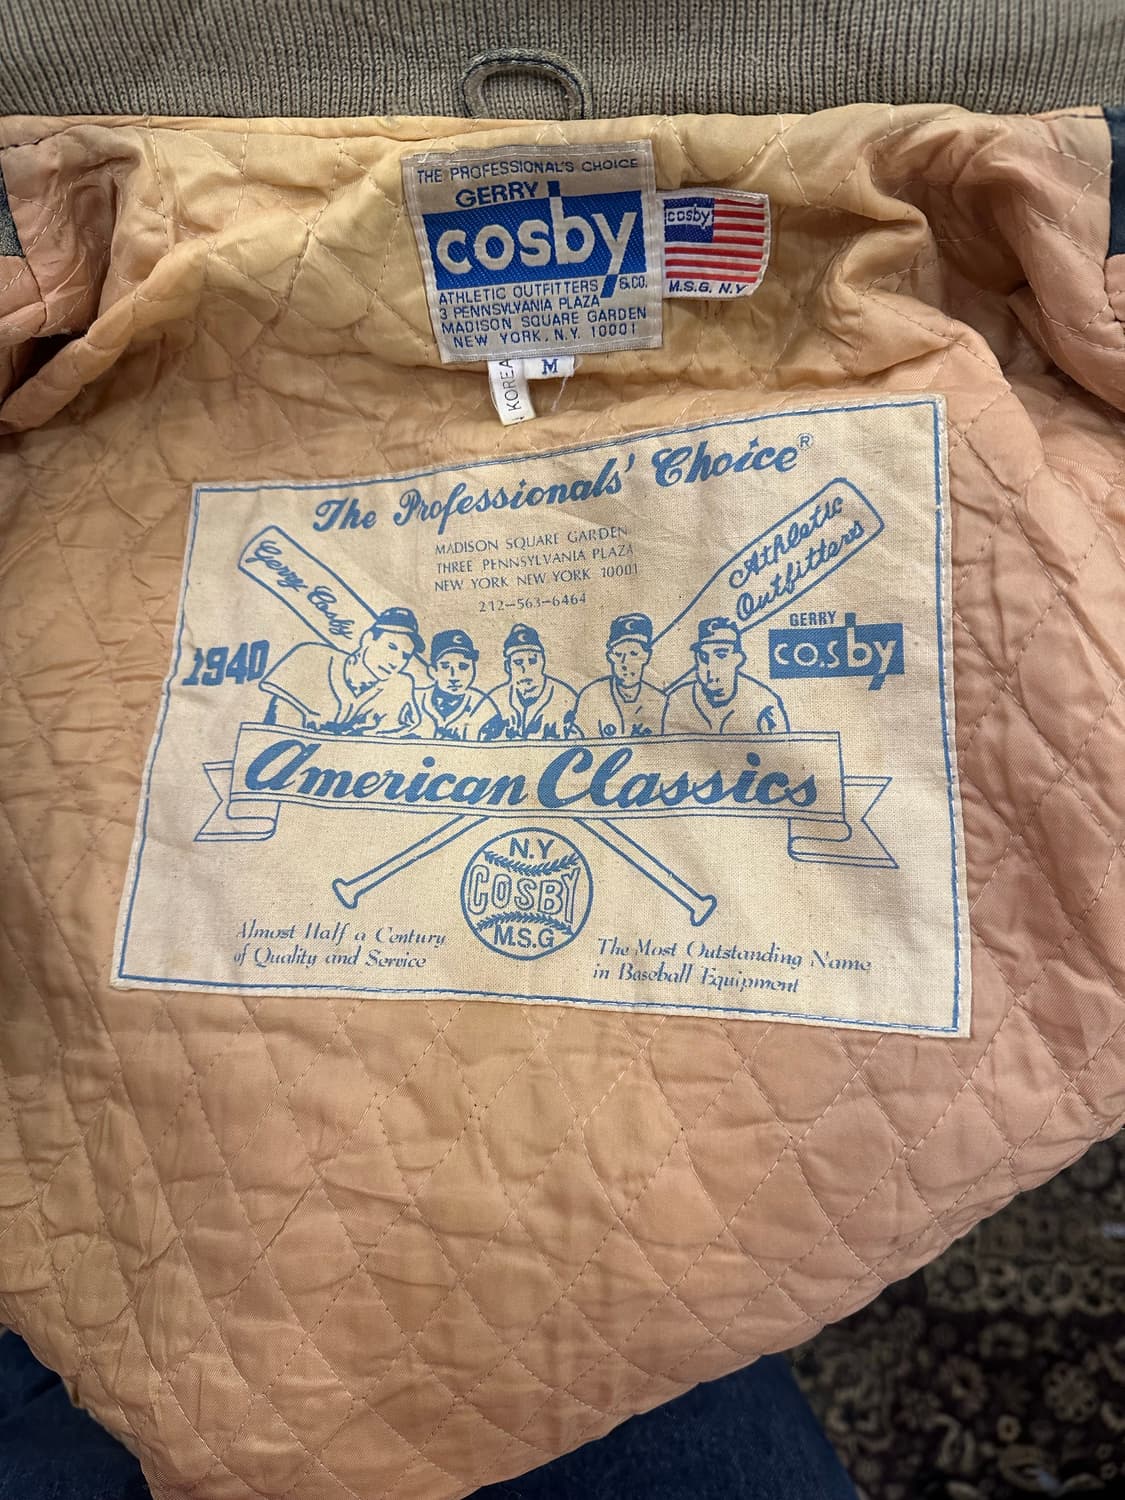 THE PROFESSIONAL'S CHOICE
GERRY
cosby
& CO.
ATHLETIC OUTFITTERS
3 PENNSYLVANIA PLAZA
MADISON SQUARE GARDEN
NEW YORK, N.Y. 10001
cosby
M.S.G. N.Y
KOREA
M
The Professionals' Choice®
MADISON SQUARE GARDEN
THREE PENNSYLVANIA PLAZA
NEW YORK NEW YORK 10001
212-563-6464
Gerry Cosby
Athletic
Outfitters
1940
GERRY
cosby
C
C
C
C
C
American Classics
N.Y
COSBY
M.S.G
Almost Half a Century
of Quality and Service
The Most Outstanding Name
in Baseball Equipment